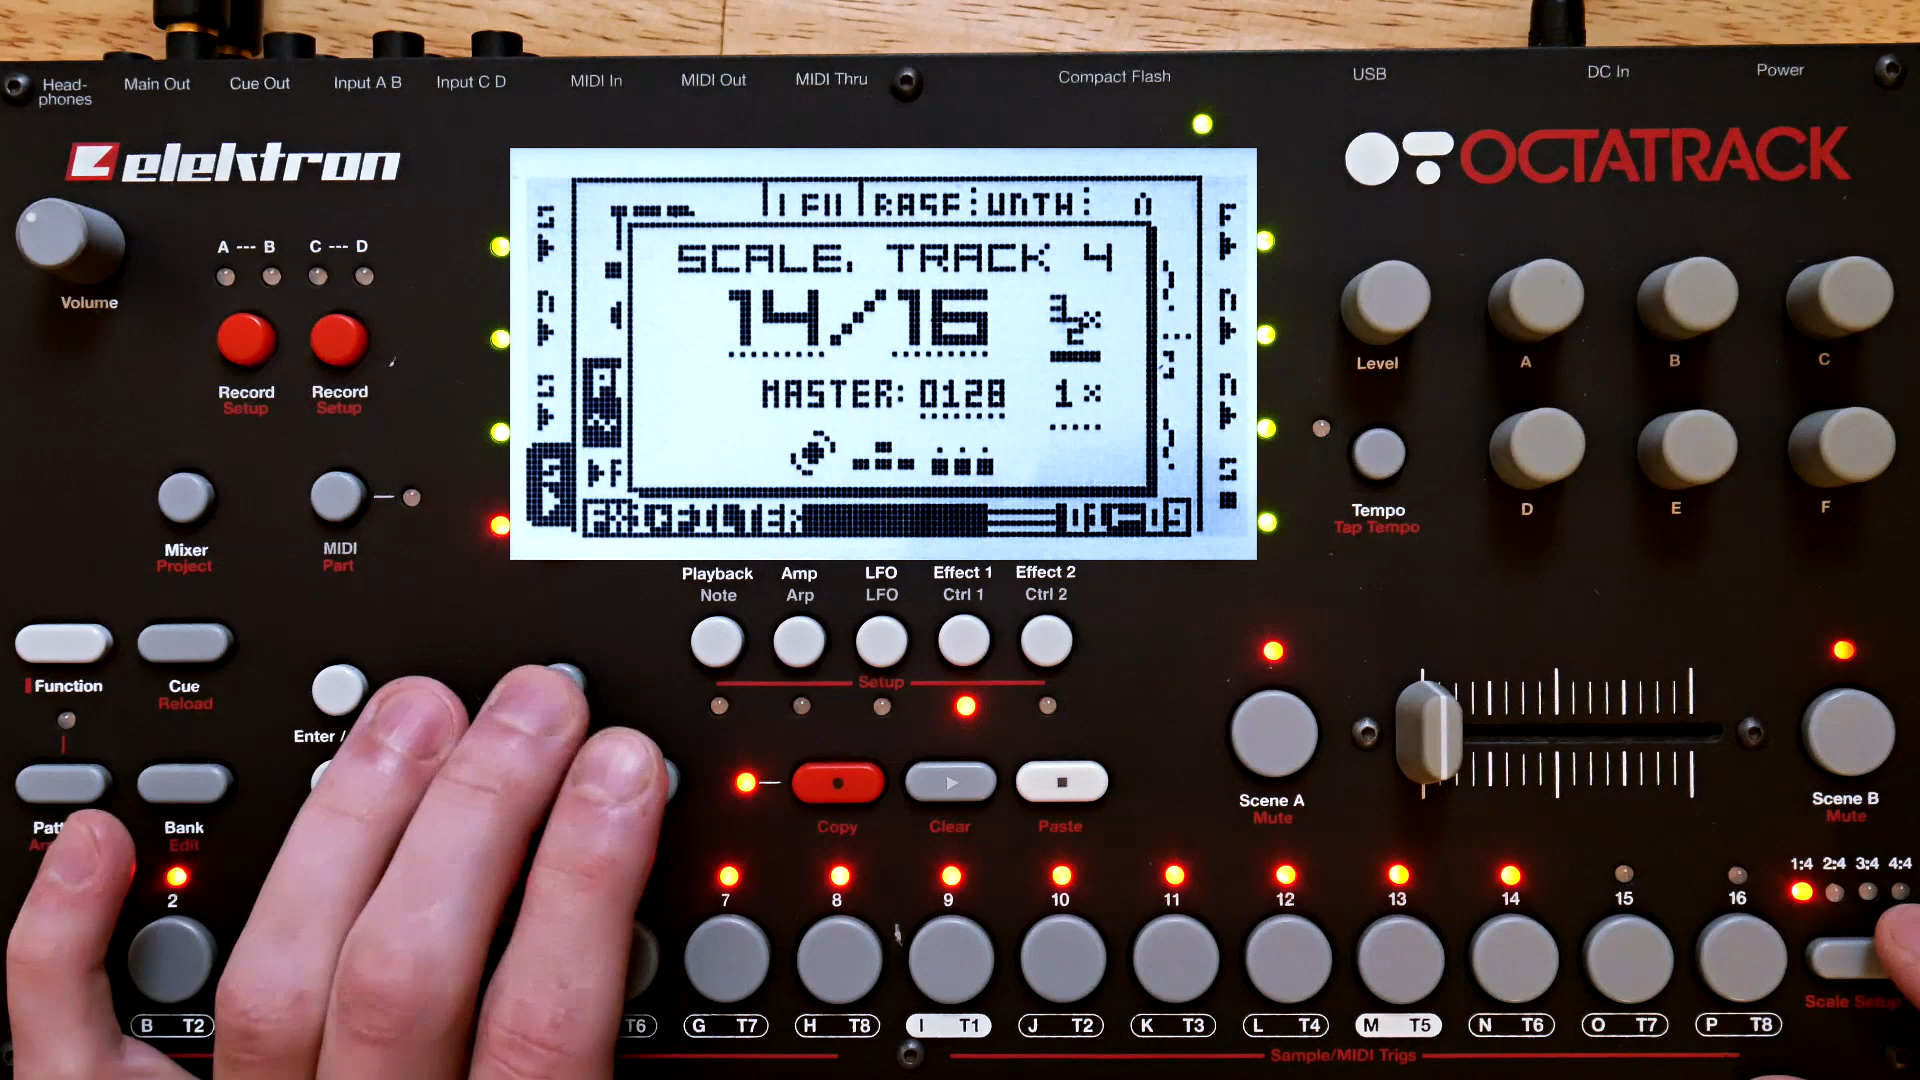 Head-
phones
Main Out
Cue Out
Input A B
Input C D
MIDI In
MIDI Out
MIDI Thru
Compact Flash
USB
DC In
Power
elektron
OCTATRACK
Volume
A --- B
C --- D
Record
Setup
Record
Setup
SCALE, TRACK 4
14/16
3/2x
MASTER: 0128
1x
Level
A
B
C
D
E
F
Tempo
Tap Tempo
Mixer
Project
MIDI
Part
Playback
Amp
LFO
Effect 1
Effect 2
Note
Arp
LFO
Ctrl 1
Ctrl 2
Setup
Function
Cue
Reload
Enter /
Bank
Edit
Copy
Clear
Paste
Scene A
Mute
Scene B
Mute
1:4 2:4 3:4 4:4
2
7
8
9
10
11
12
13
14
15
16
Scale Setup
B T2
T6
G T7
H T8
I T1
J T2
K T3
L T4
M T5
N T6
O T7
P T8
Sample/MIDI Trigs